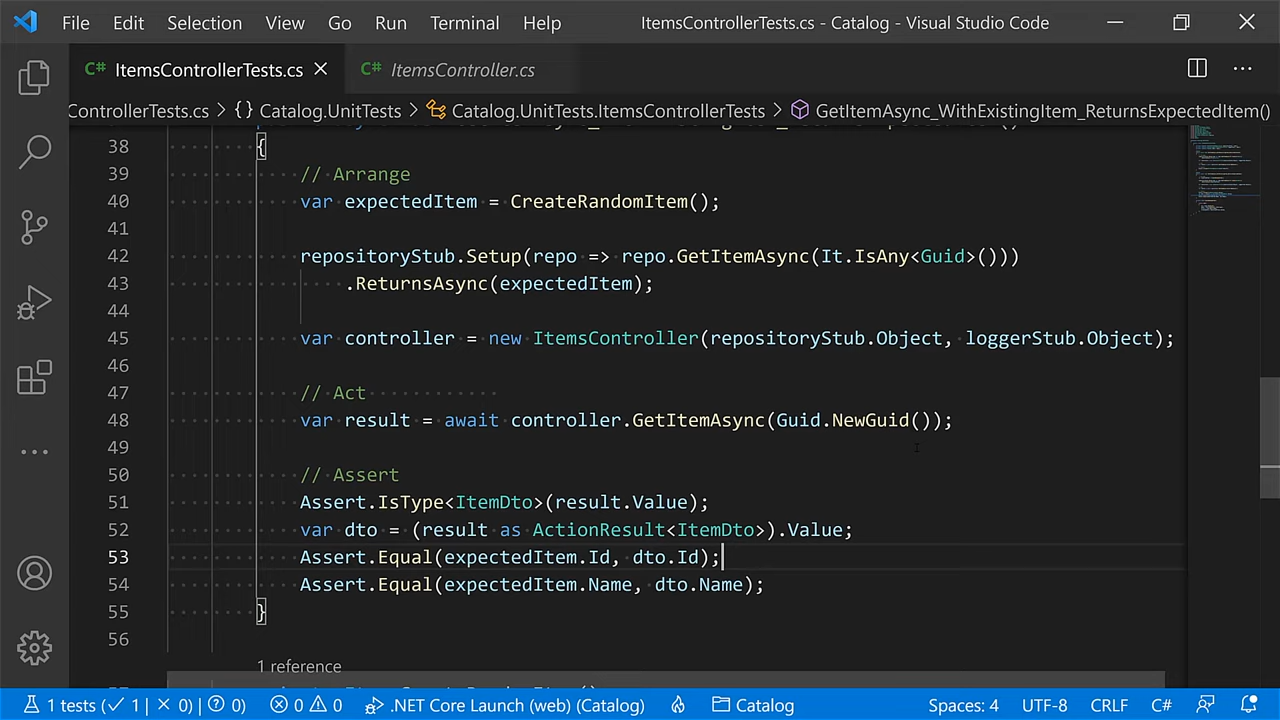 File Edit Selection View Go Run Terminal Help ItemsControllerTests.cs - Catalog - Visual Studio Code
C# ItemsControllerTests.cs C# ItemsController.cs ...
ControllerTests.cs > {} Catalog.UnitTests > Catalog.UnitTests.ItemsControllerTests > GetItemAsync_WithExistingItem_ReturnsExpectedItem()
38 {
39 // Arrange
40 var expectedItem = CreateRandomItem();
41
42 repositoryStub.Setup(repo => repo.GetItemAsync(It.IsAny<Guid>()))
43 .ReturnsAsync(expectedItem);
44
45 var controller = new ItemsController(repositoryStub.Object, loggerStub.Object);
46
47 // Act
48 var result = await controller.GetItemAsync(Guid.NewGuid());
49
50 // Assert
51 Assert.IsType<ItemDto>(result.Value);
52 var dto = (result as ActionResult<ItemDto>).Value;
53 Assert.Equal(expectedItem.Id, dto.Id);
54 Assert.Equal(expectedItem.Name, dto.Name);
55 }
56
1 reference
1 tests (✓ 1 | ✕ 0) | ? 0) 0 0 .NET Core Launch (web) (Catalog) Catalog Spaces: 4 UTF-8 CRLF C#